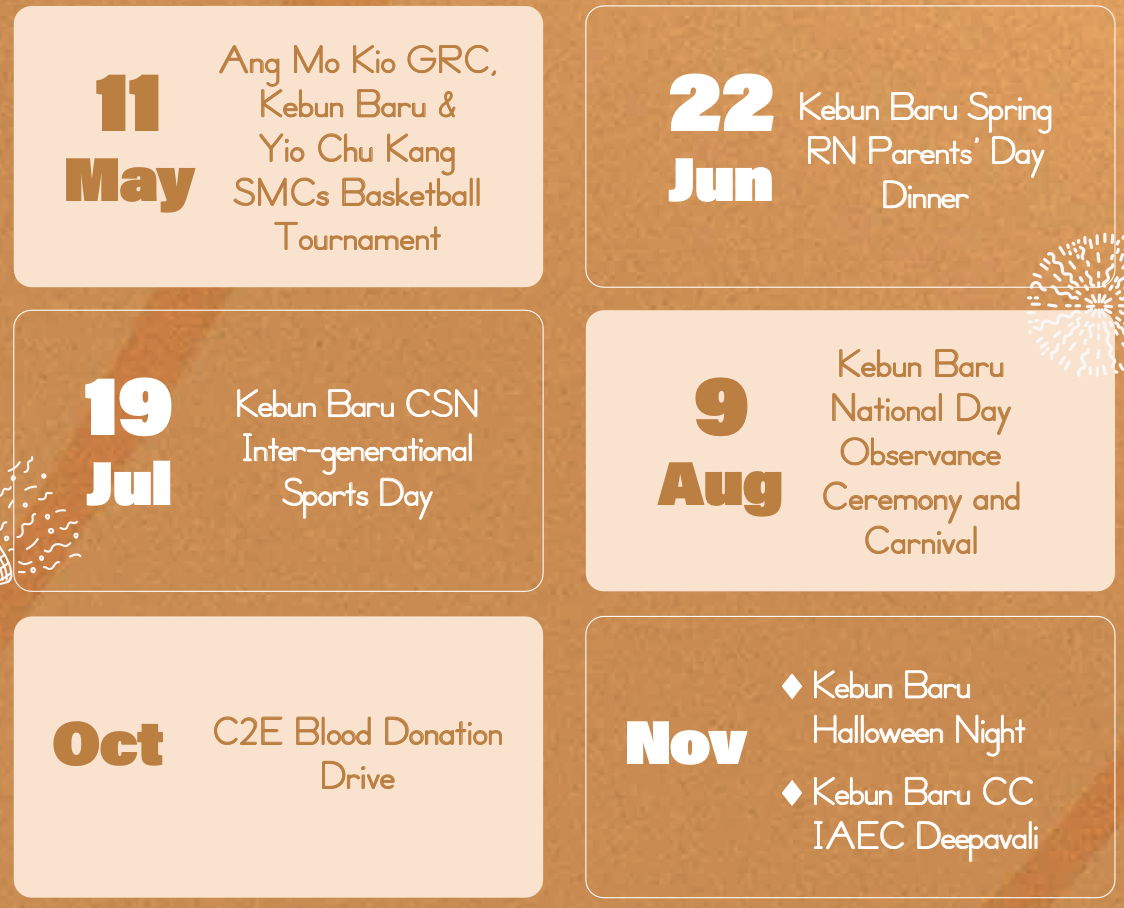 11
May
Ang Mo Kio GRC,
Kebun Baru &
Yio Chu Kang
SMCs Basketball
Tournament
22
Jun
Kebun Baru Spring
RN Parents' Day
Dinner
19
Jul
Kebun Baru CSN
Inter-generational
Sports Day
9
Aug
Kebun Baru
National Day
Observance
Ceremony and
Carnival
Oct
C2E Blood Donation
Drive
Nov
♦ Kebun Baru
Halloween Night
♦ Kebun Baru CC
IAEC Deepavali